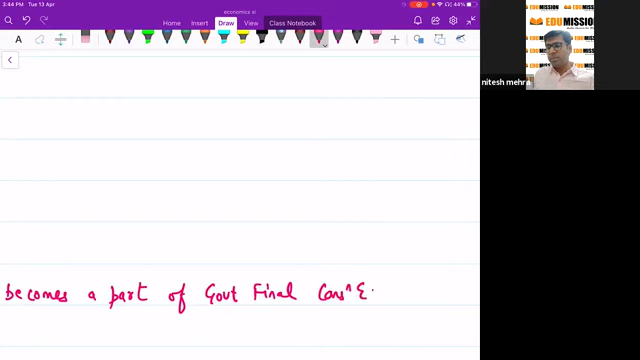 3:44 PM Tue 13 Apr
44%
economics xi
Home Insert Draw View Class Notebook
becomes a part of Govt Final Consⁿ E
EDUMISSION
nitesh mehra